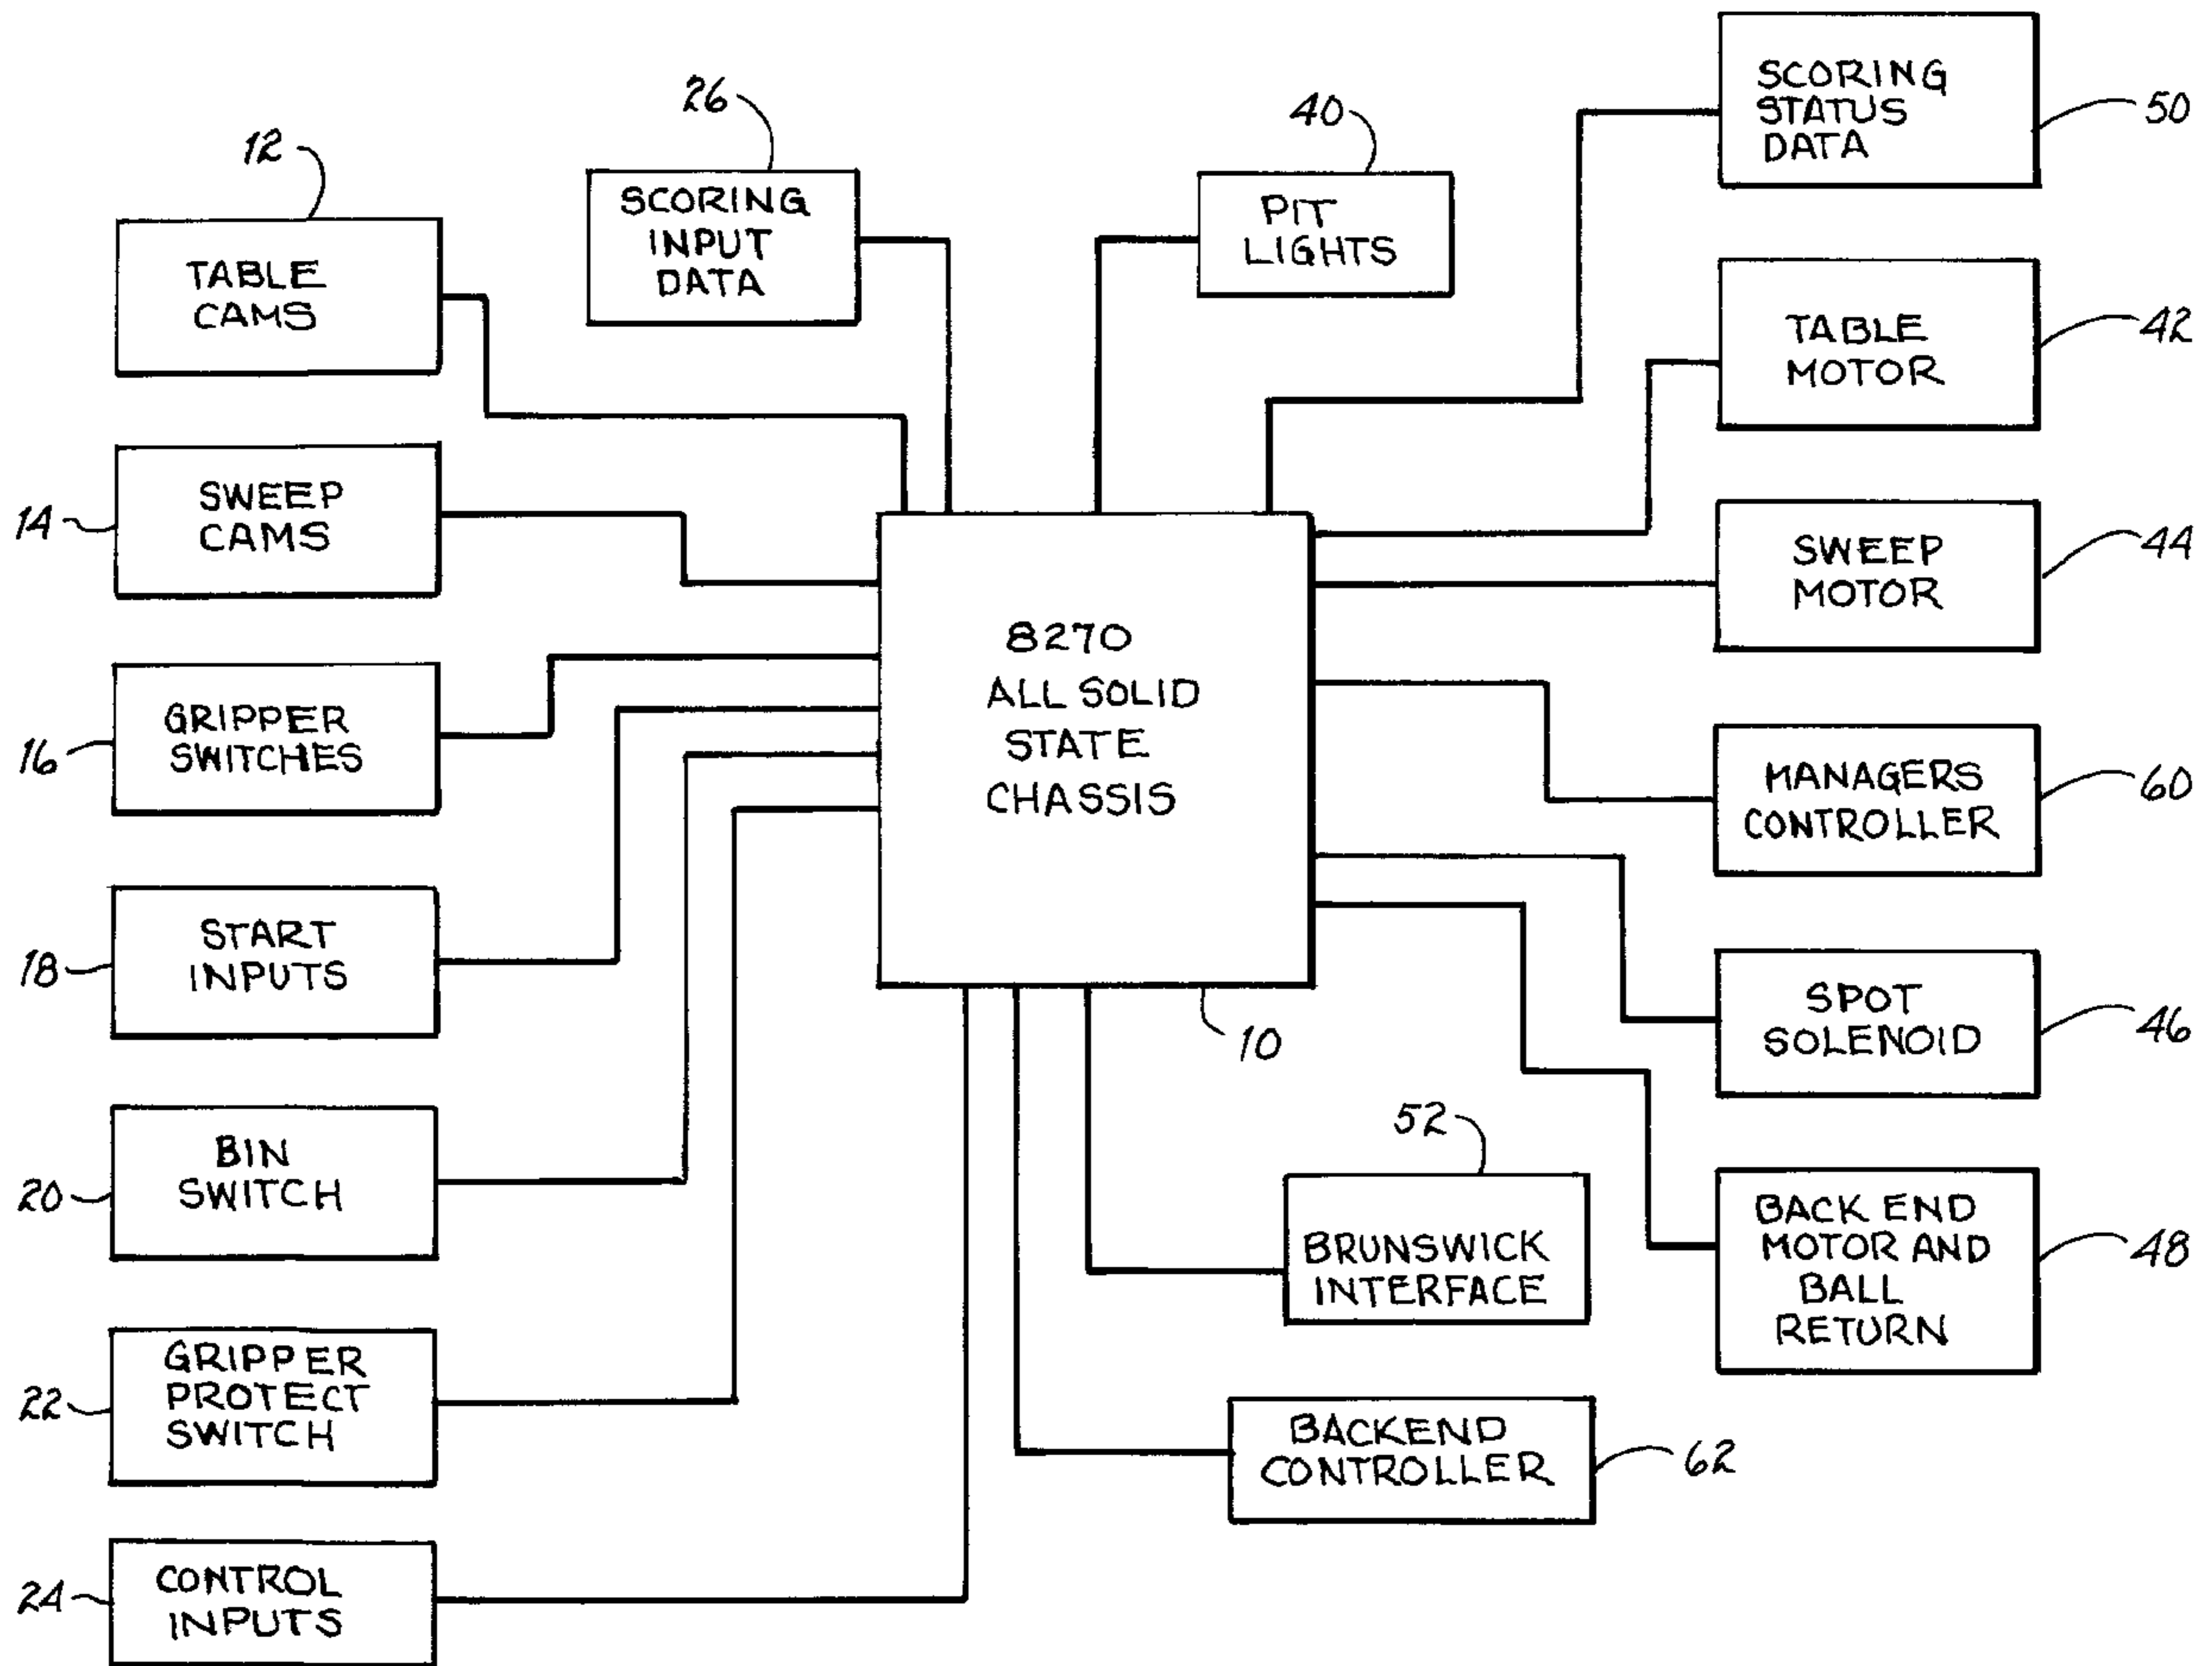 12
TABLE
CAMS
26
SCORING
INPUT
DATA
40
PIT
LIGHTS
SCORING
STATUS
DATA
50
TABLE
MOTOR
42
14
SWEEP
CAMS
SWEEP
MOTOR
44
16
GRIPPER
SWITCHES
8270
ALL SOLID
STATE
CHASSIS
10
MANAGERS
CONTROLLER
60
18
START
INPUTS
SPOT
SOLENOID
46
20
BIN
SWITCH
52
BRUNSWICK
INTERFACE
BACK END
MOTOR AND
BALL
RETURN
48
22
GRIPPER
PROTECT
SWITCH
BACKEND
CONTROLLER
62
24
CONTROL
INPUTS